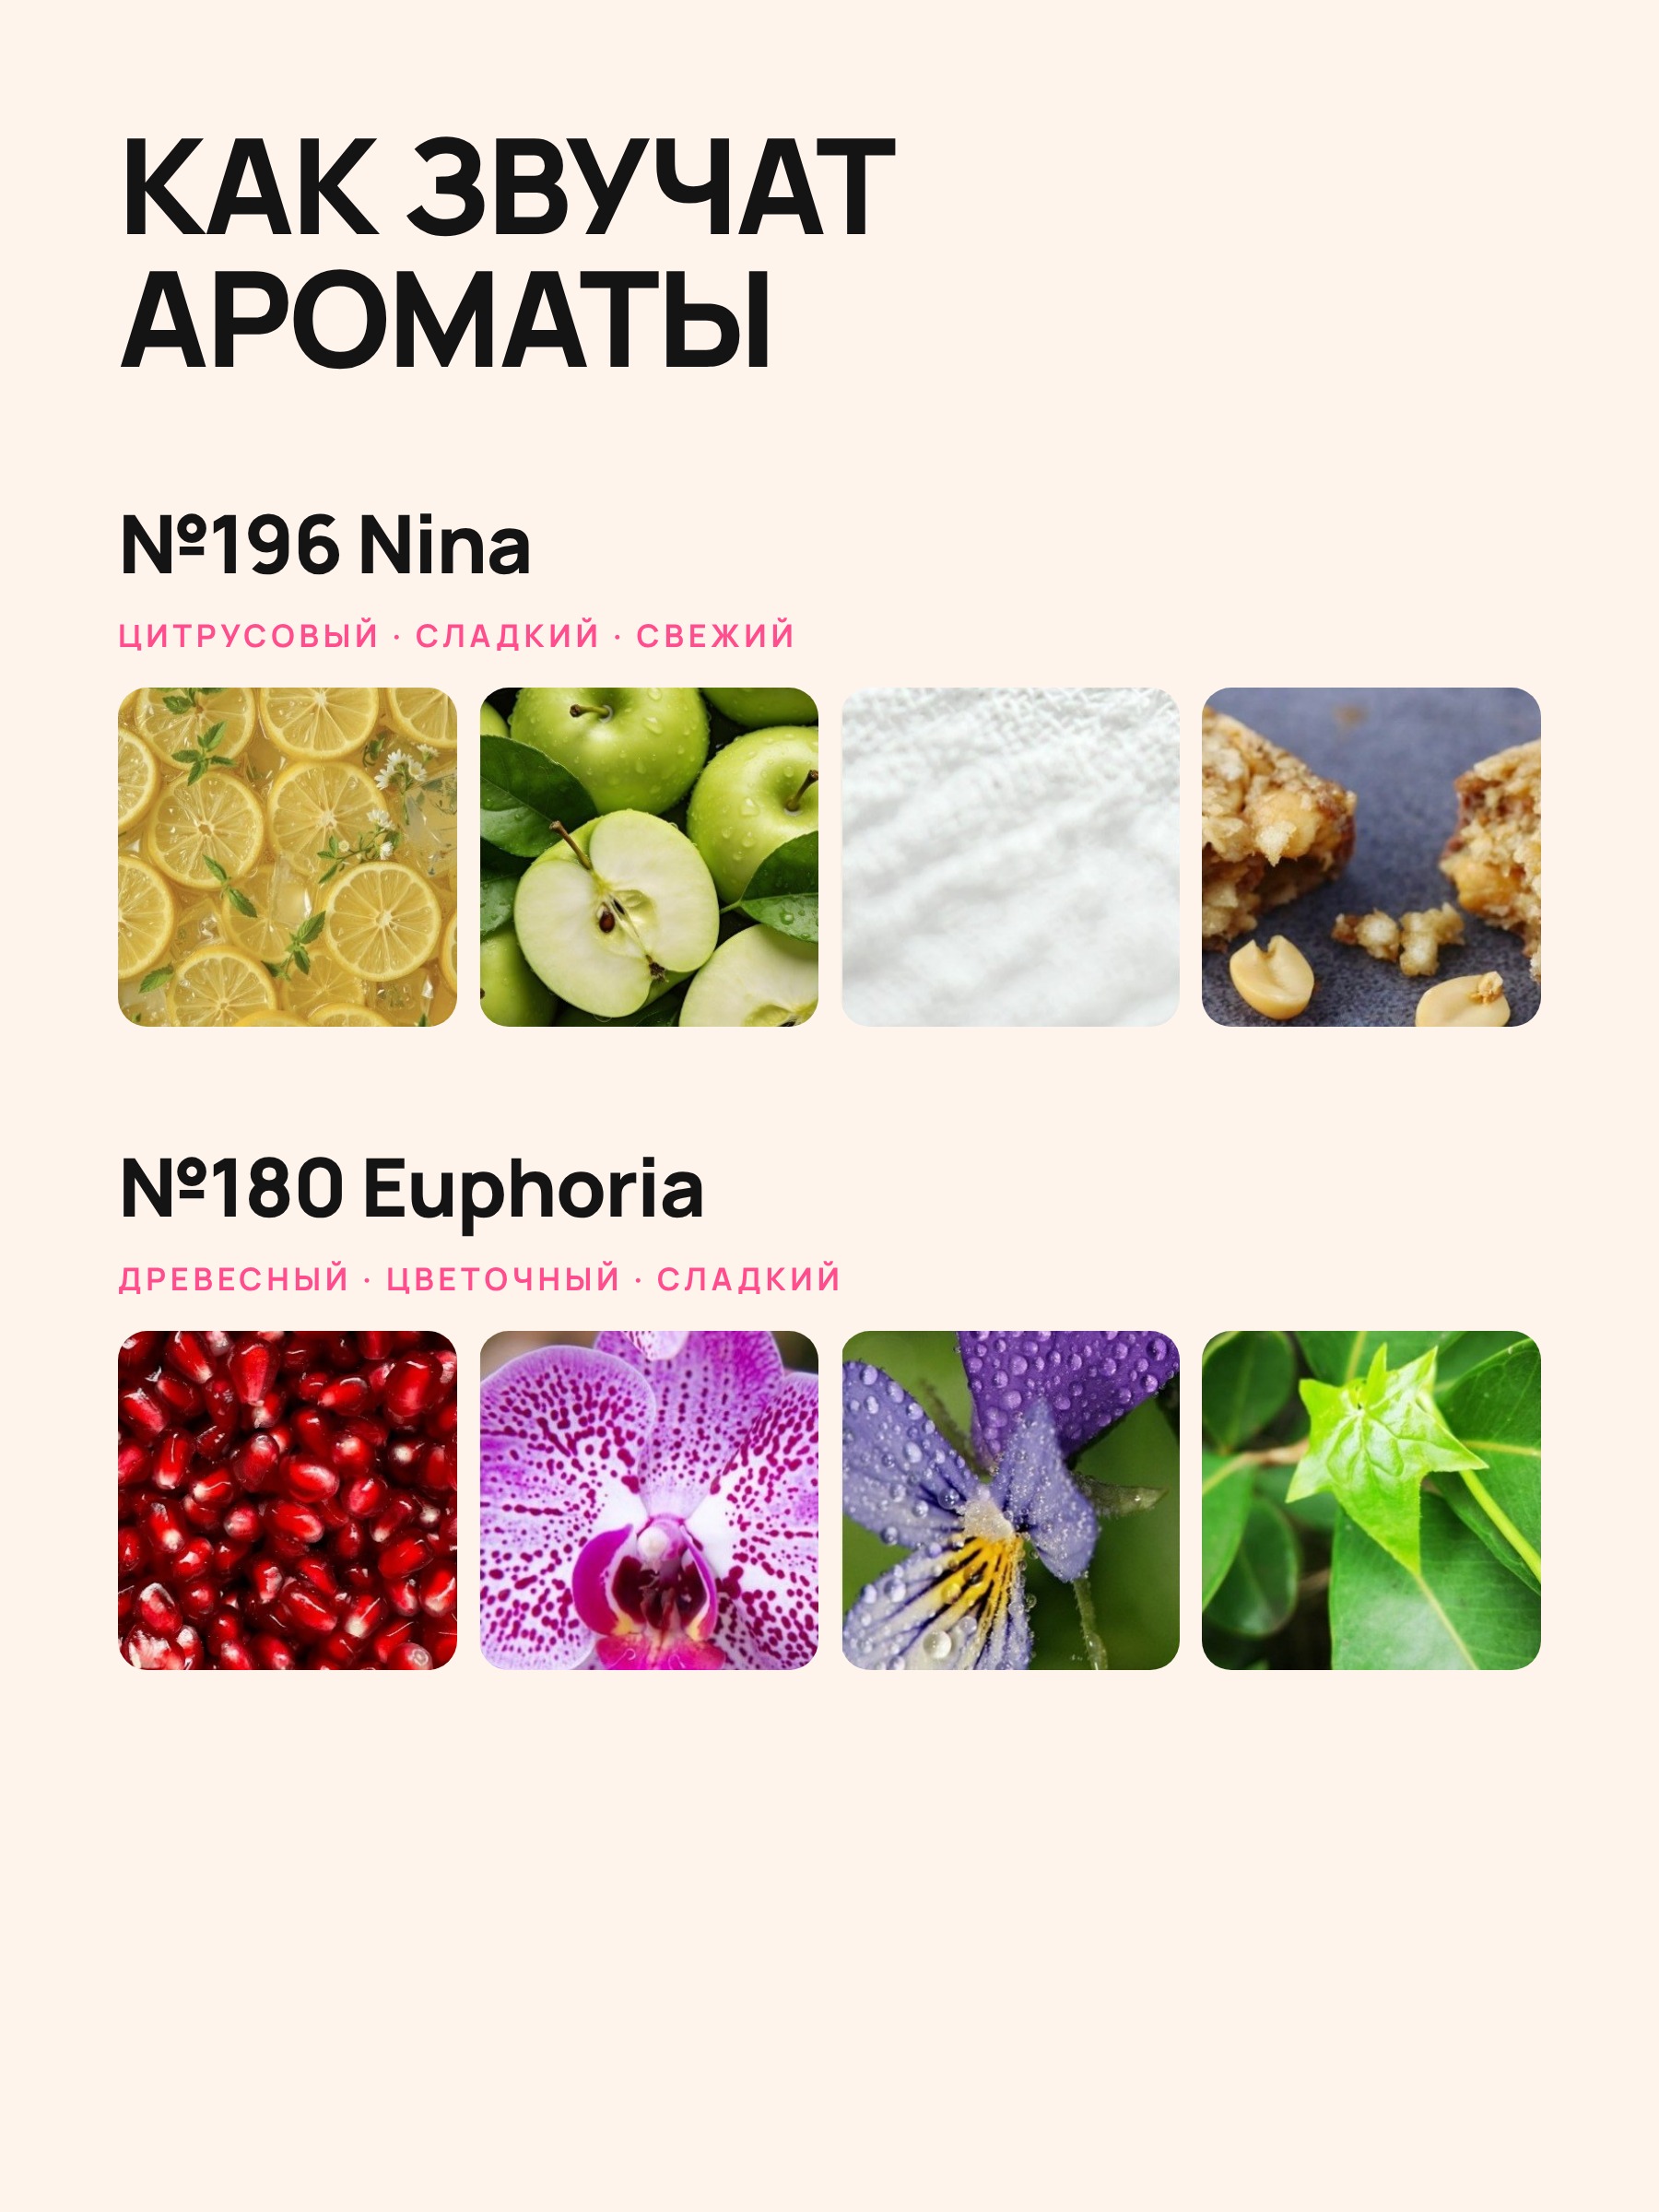 КАК ЗВУЧАТ
АРОМАТЫ
№196 Nina
ЦИТРУСОВЫЙ · СЛАДКИЙ · СВЕЖИЙ
№180 Euphoria
ДРЕВЕСНЫЙ · ЦВЕТОЧНЫЙ · СЛАДКИЙ